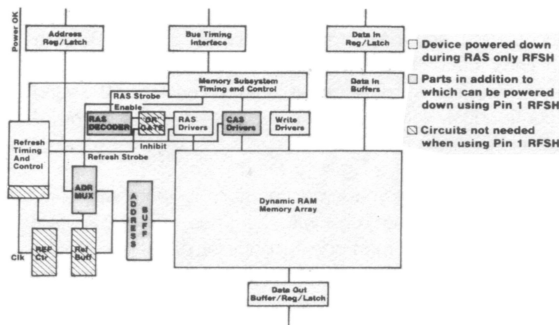 Power OK
Address
Reg/Latch
Bus Timing
Interface
Data In
Reg/Latch
Device powered down
during RAS only RFSH
Memory Subsystem
Timing and Control
Data In
Buffers
Parts in addition to
which can be powered
down using Pin 1 RFSH
RAS Strobe
Enable
RAS
DECODER
OR
GATE
RAS
Drivers
CAS
Drivers
Write
Drivers
Circuits not needed
when using Pin 1 RFSH
Refresh
Timing
And
Control
Inhibit
Refresh Strobe
ADR
MUX
ADDRESS
BUFF
Dynamic RAM
Memory Array
Clk
REF
Ctr
Ref
Buff
Data Out
Buffer/Reg/Latch